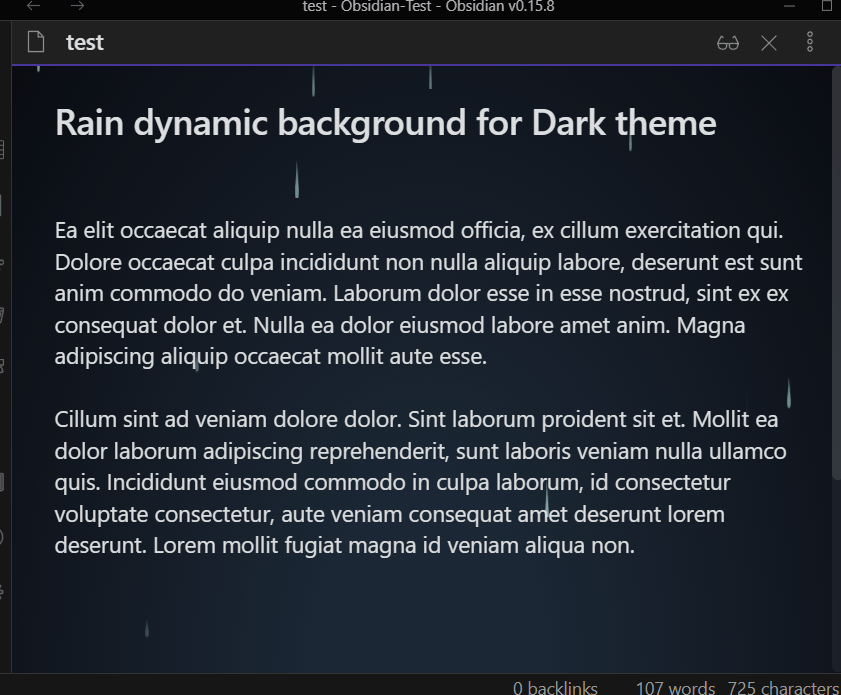 test - Obsidian-Test - Obsidian v0.15.8
test
Rain dynamic background for Dark theme
Ea elit occaecat aliquip nulla ea eiusmod officia, ex cillum exercitation qui.
Dolore occaecat culpa incididunt non nulla aliquip labore, deserunt est sunt
anim commodo do veniam. Laborum dolor esse in esse nostrud, sint ex ex
consequat dolor et. Nulla ea dolor eiusmod labore amet anim. Magna
adipiscing aliquip occaecat mollit aute esse.
Cillum sint ad veniam dolore dolor. Sint laborum proident sit et. Mollit ea
dolor laborum adipiscing reprehenderit, sunt laboris veniam nulla ullamco
quis. Incididunt eiusmod commodo in culpa laborum, id consectetur
voluptate consectetur, aute veniam consequat amet deserunt lorem
deserunt. Lorem mollit fugiat magna id veniam aliqua non.
0 backlinks 107 words 725 characters